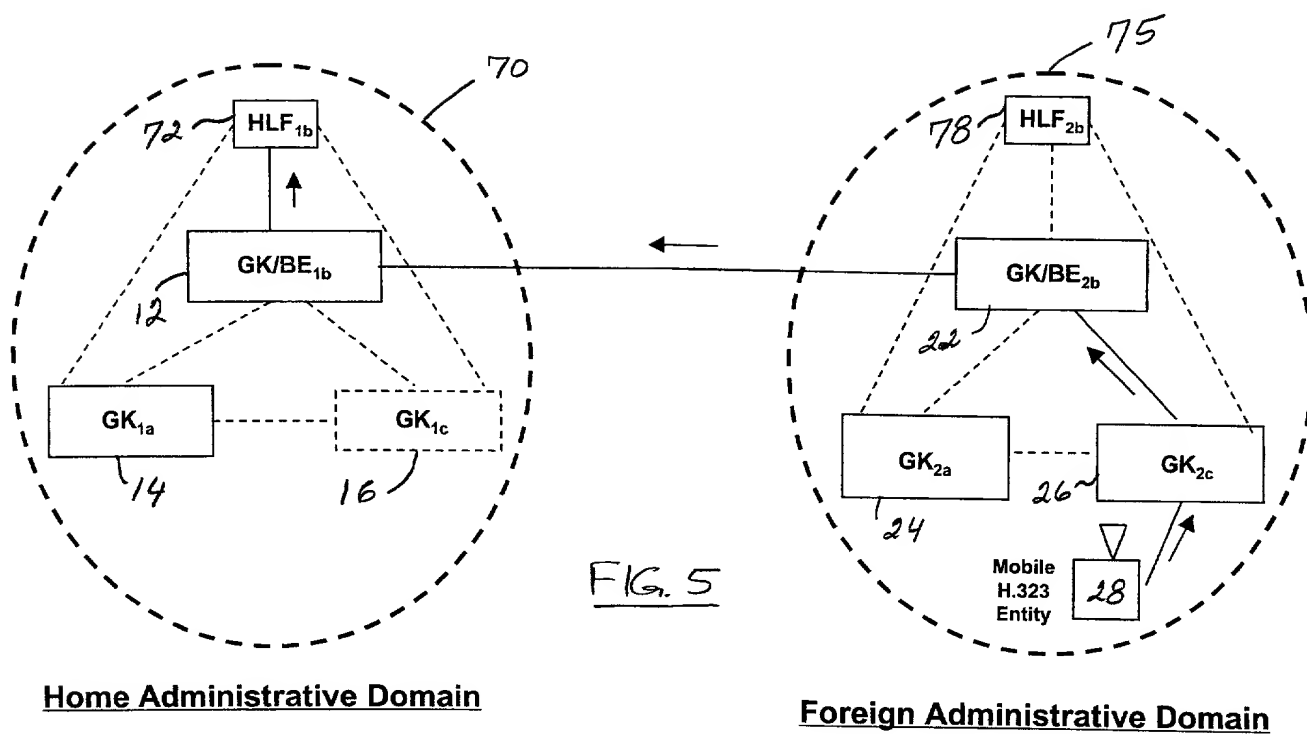 70
75
72
HLF1b
78
HLF2b
GK/BE1b
12
GK/BE2b
22
GK1a
14
GK1c
16
GK2a
24
GK2c
26
Mobile
H.323
Entity
28
FIG. 5
Home Administrative Domain
Foreign Administrative Domain